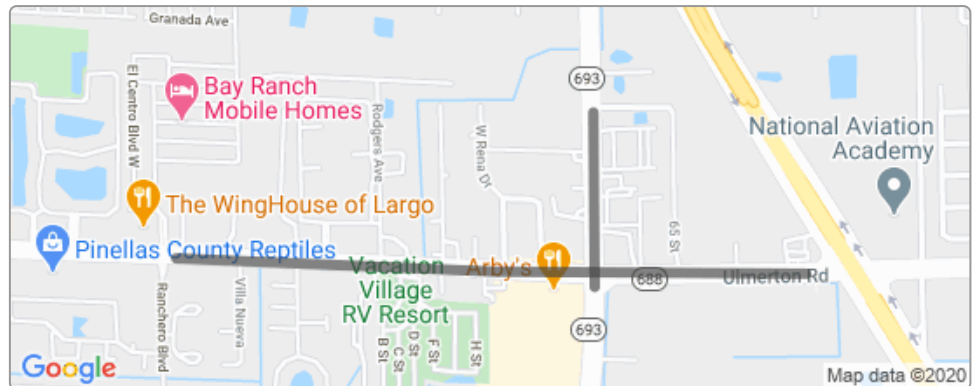 Granada Ave
El Centro Blvd W
Bay Ranch
Mobile Homes
Rodgers Ave
W Rena Dr
693
National Aviation
Academy
The WingHouse of Largo
65 St
Pinellas County Reptiles
Vacation
Village
RV Resort
Arby's
688
Ulmerton Rd
Ranchero Blvd
Villa Nueva
B St
C St
D St
F St
H St
693
Google
Map data ©2020